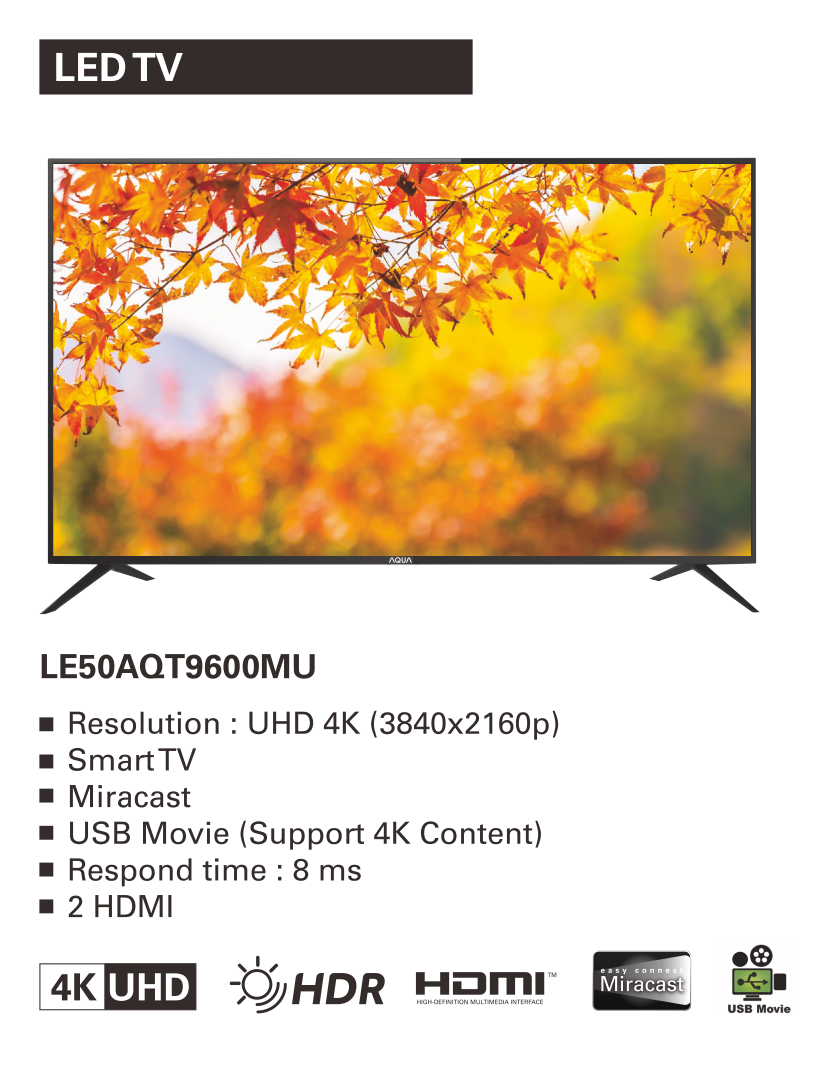 LED TV
AQUA
LE50AQT9600MU
■ Resolution : UHD 4K (3840x2160p)
■ Smart TV
■ Miracast
■ USB Movie (Support 4K Content)
■ Respond time : 8 ms
■ 2 HDMI
4K UHD
HDR
HDMI™
HIGH-DEFINITION MULTIMEDIA INTERFACE
easy connect
Miracast
USB Movie